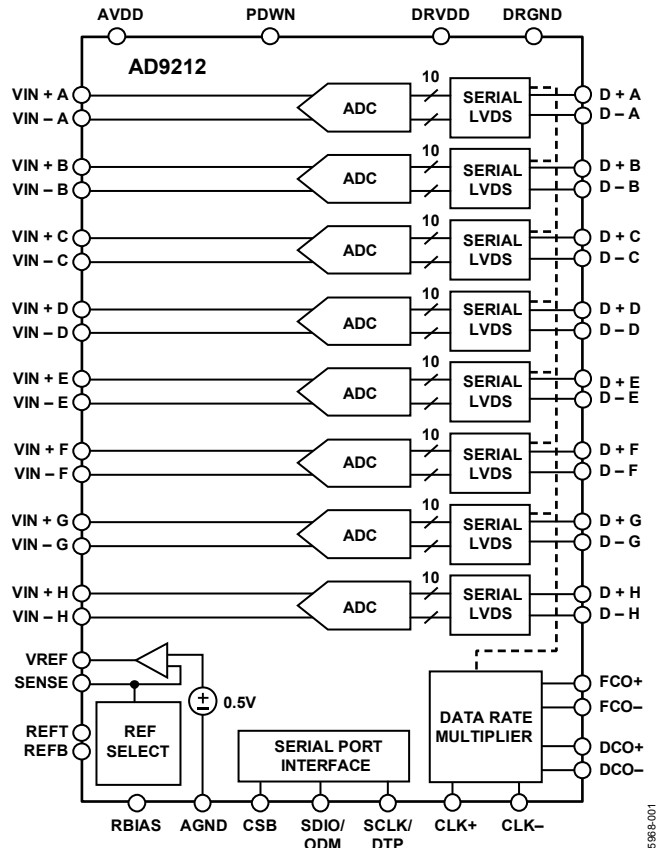 AVDD PDWN DRVDD DRGND
AD9212
VIN + A
VIN – A
ADC
10
SERIAL
LVDS
D + A
D – A
VIN + B
VIN – B
ADC
10
SERIAL
LVDS
D + B
D – B
VIN + C
VIN – C
ADC
10
SERIAL
LVDS
D + C
D – C
VIN + D
VIN – D
ADC
10
SERIAL
LVDS
D + D
D – D
VIN + E
VIN – E
ADC
10
SERIAL
LVDS
D + E
D – E
VIN + F
VIN – F
ADC
10
SERIAL
LVDS
D + F
D – F
VIN + G
VIN – G
ADC
10
SERIAL
LVDS
D + G
D – G
VIN + H
VIN – H
ADC
10
SERIAL
LVDS
D + H
D – H
VREF
SENSE
+
–
0.5V
REFT
REFB
REF
SELECT
SERIAL PORT
INTERFACE
DATA RATE
MULTIPLIER
FCO+
FCO–
DCO+
DCO–
RBIAS AGND CSB SDIO/
ODM
SCLK/
DTP
CLK+ CLK–